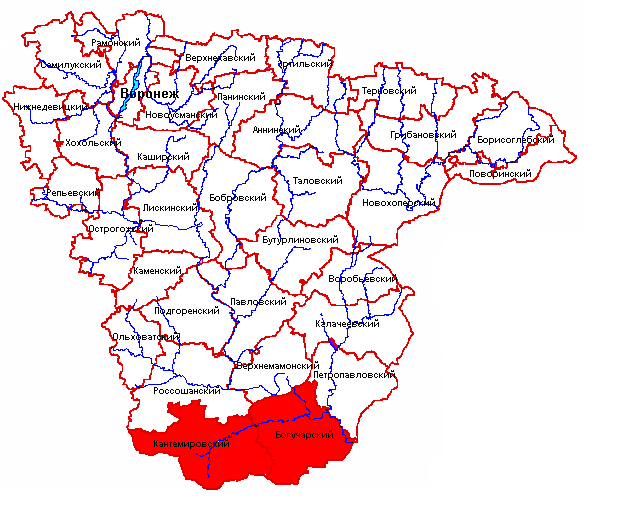 Рамонский
Верхнехавский
Эртильский
Семилукский
Терновский
Воронеж
Панинский
Нижнедевицкий
Новоусманский
Аннинский
Грибановский
Борисоглебский
Хохольский
Каширский
Поворинский
Таловский
Репьевский
Бобровский
Новохоперский
Лискинский
Острогожский
Бутурлиновский
Каменский
Воробьевский
Павловский
Подгоренский
Калачеевский
Ольховатский
Верхнемамонский
Петропавловский
Россошанский
Богучарский
Кантемировский